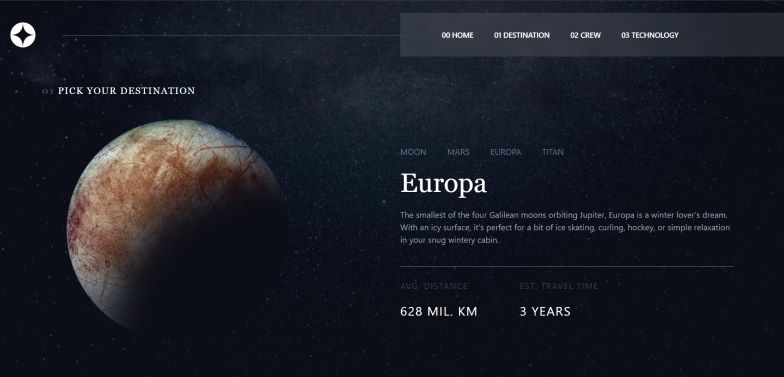 00 HOME 01 DESTINATION 02 CREW 03 TECHNOLOGY
01 PICK YOUR DESTINATION
MOON MARS EUROPA TITAN
Europa
The smallest of the four Galilean moons orbiting Jupiter, Europa is a winter lover's dream.
With an icy surface, it's perfect for a bit of ice skating, curling, hockey, or simple relaxation
in your snug wintery cabin.
AVG. DISTANCE EST. TRAVEL TIME
628 MIL. KM 3 YEARS